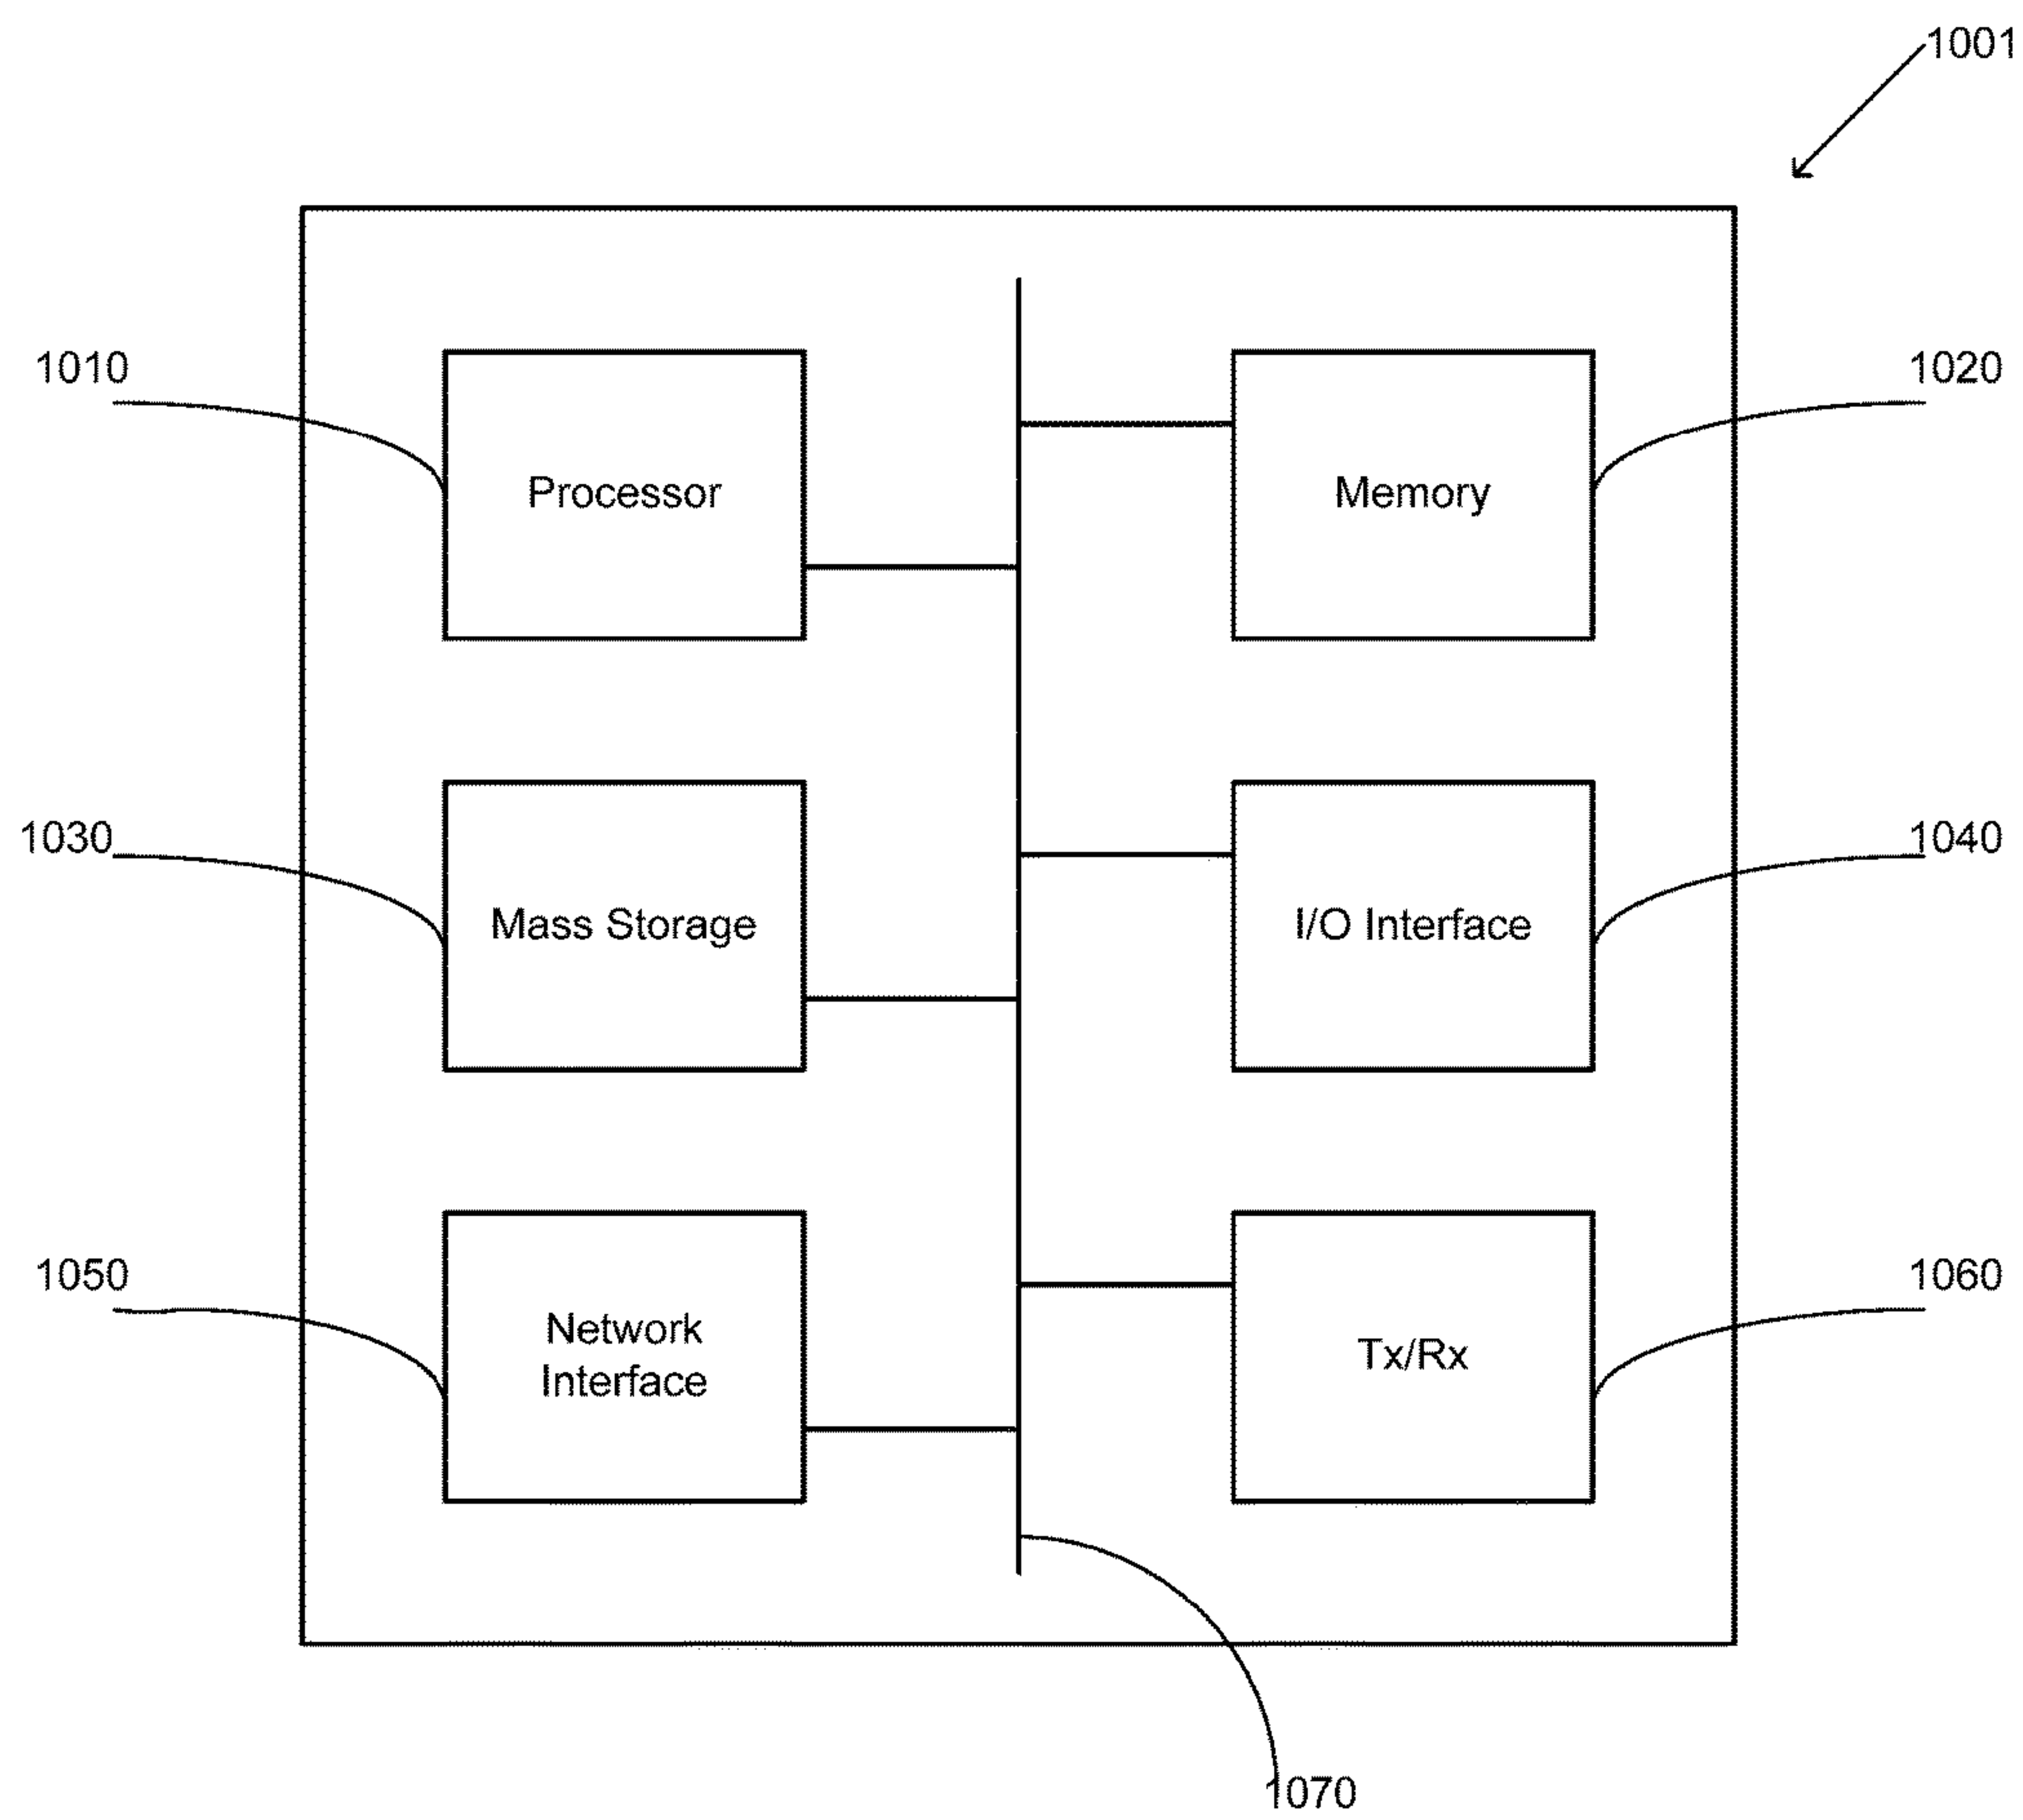 1001
1010
1020
Processor
Memory
1030
1040
Mass Storage
I/O Interface
1050
1060
Network
Interface
Tx/Rx
1070